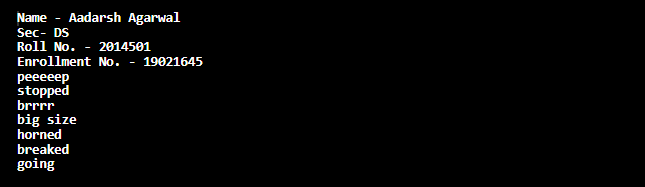 Name - Aadarsh Agarwal
Sec- DS
Roll No. - 2014501
Enrollment No. - 19021645
peeeeep
stopped
brrrr
big size
horned
breaked
going